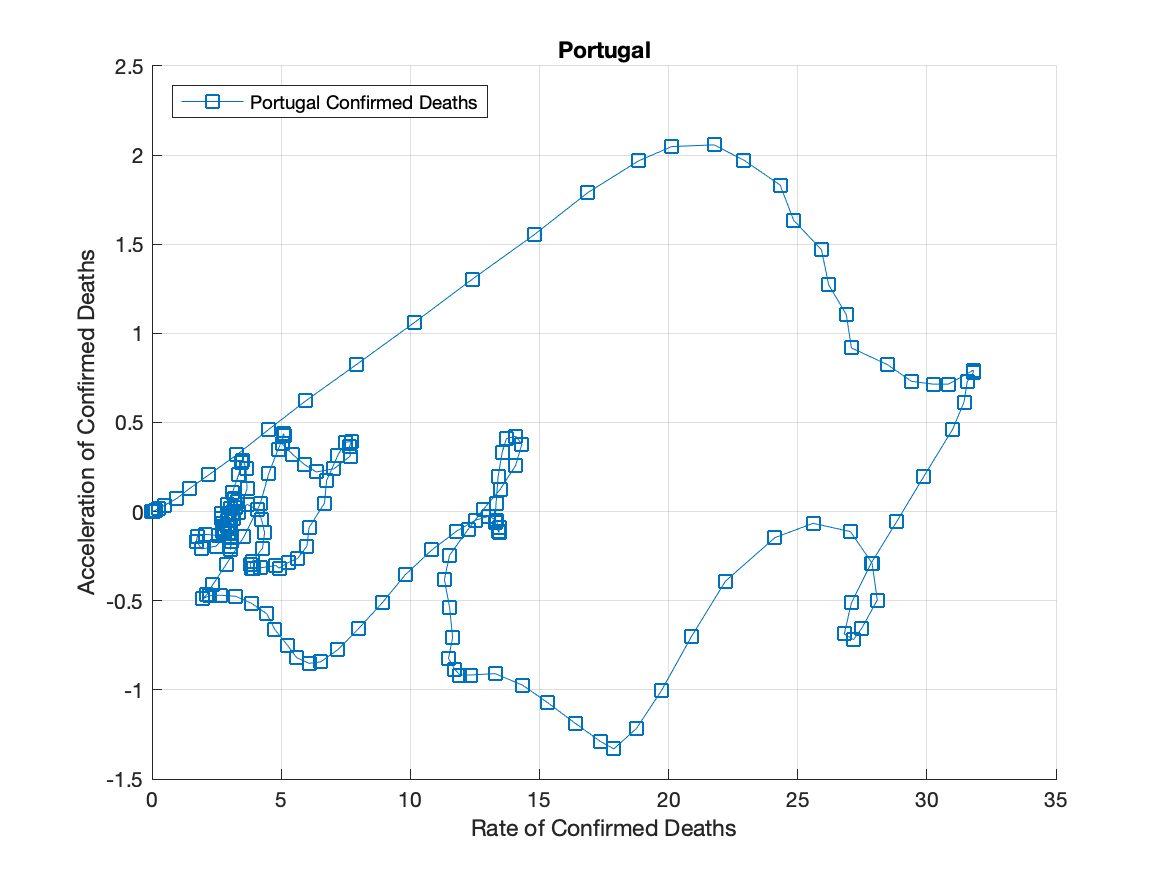 Portugal
Portugal Confirmed Deaths
2.5
2
1.5
1
0.5
0
-0.5
-1
-1.5
Acceleration of Confirmed Deaths
0 5 10 15 20 25 30 35
Rate of Confirmed Deaths